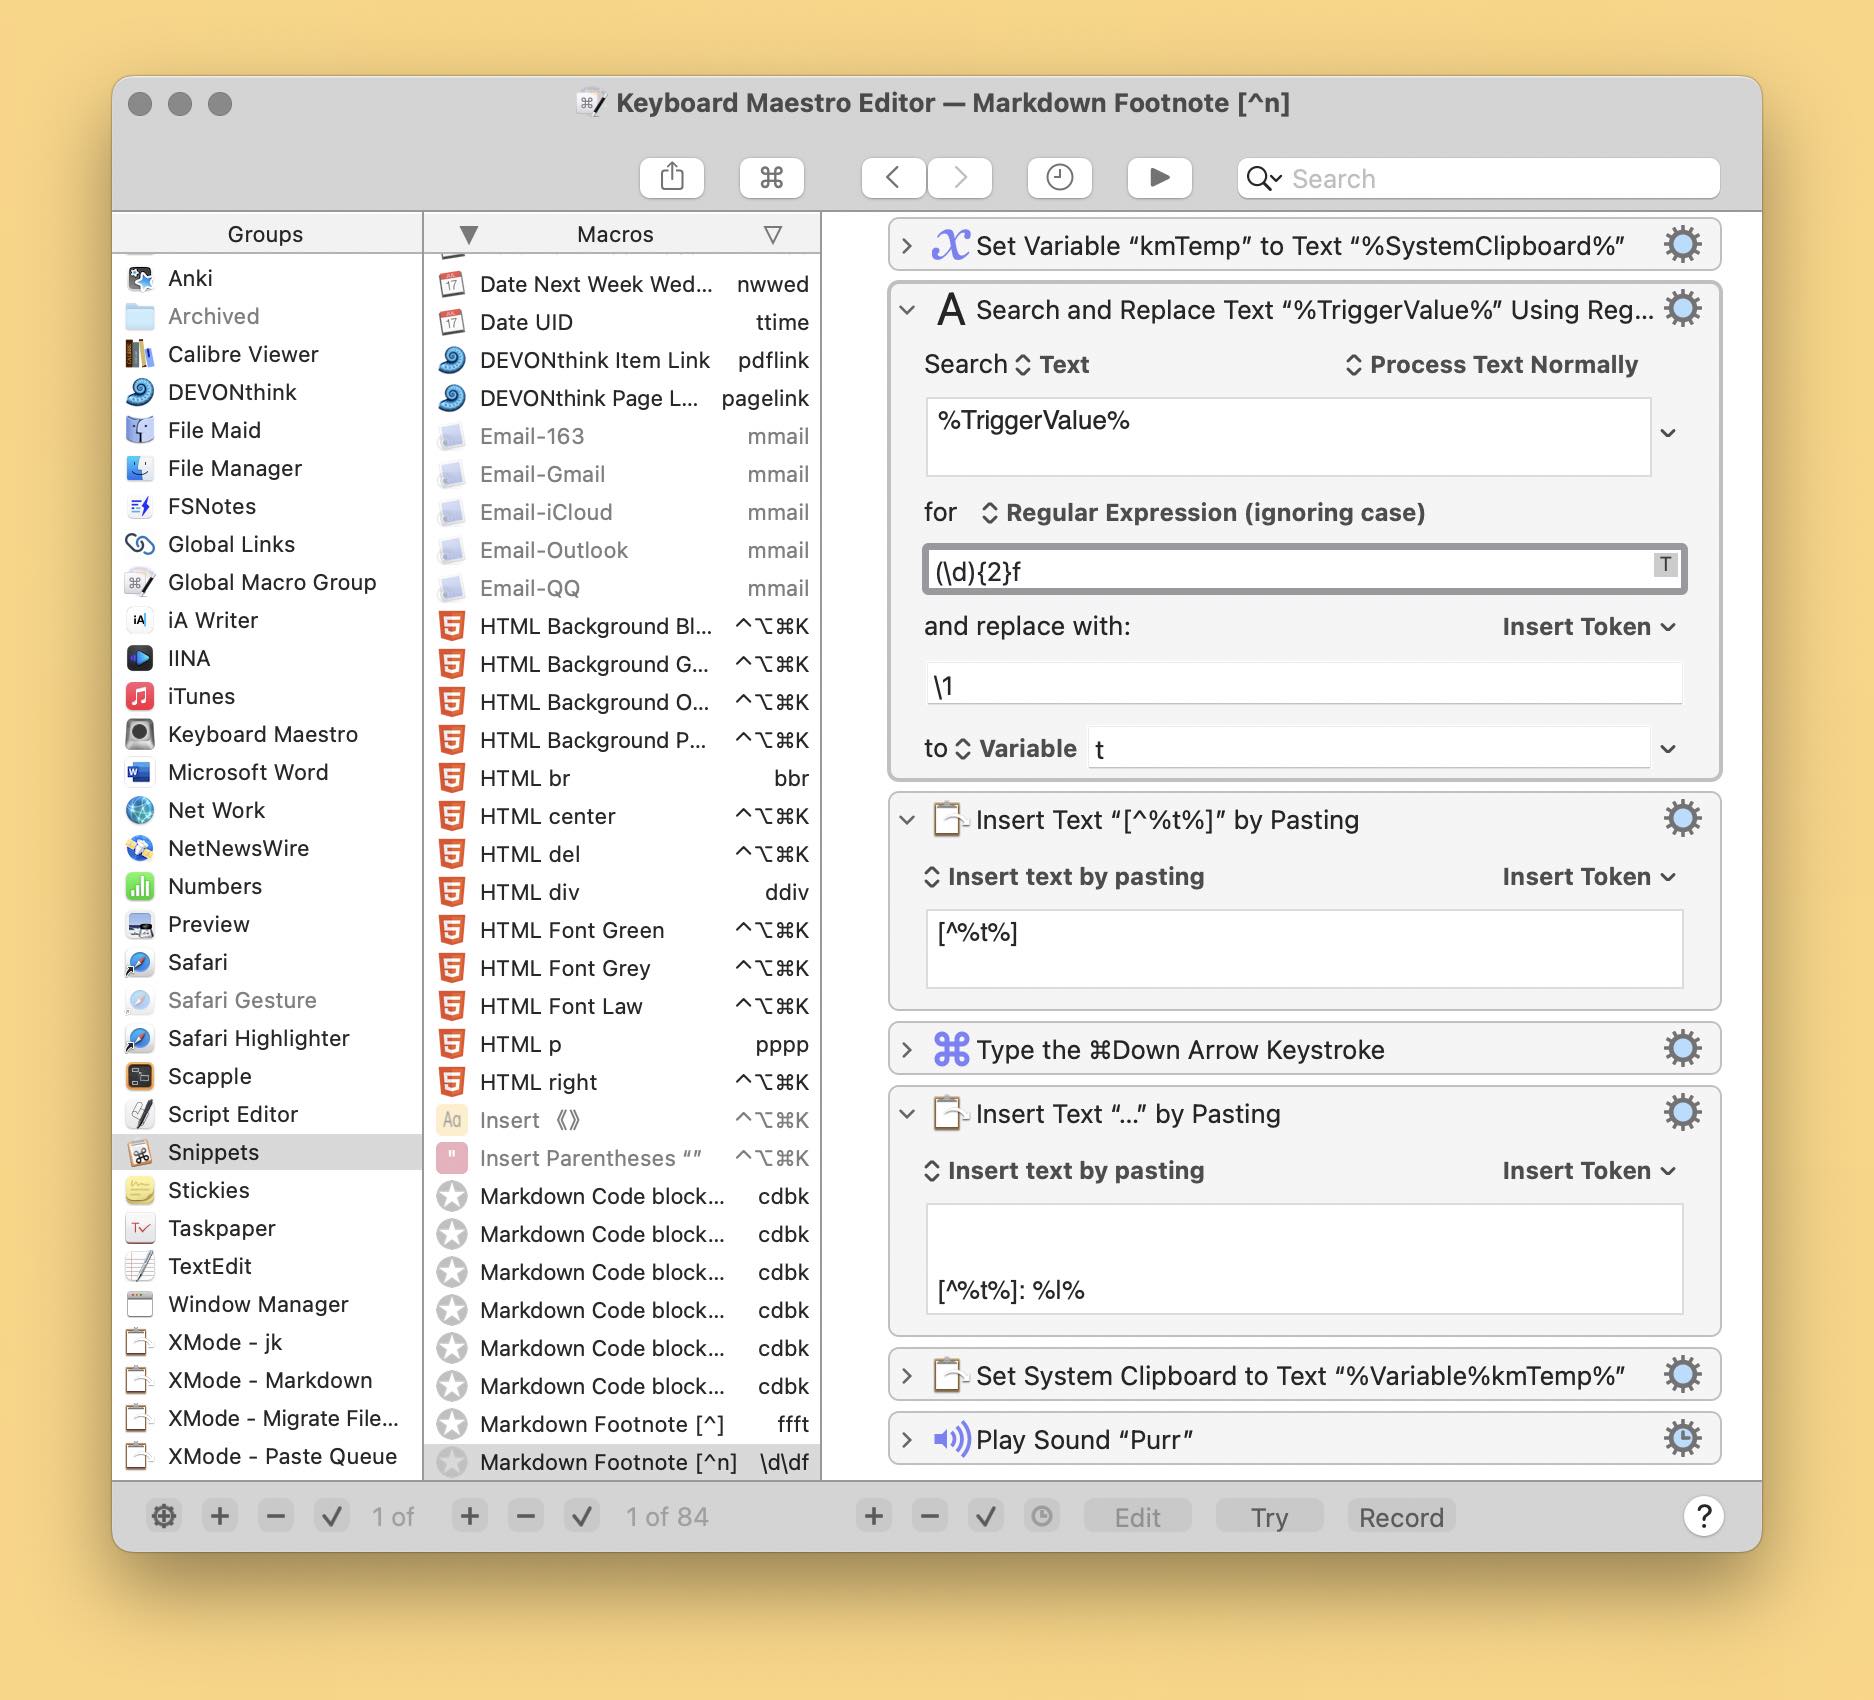 Keyboard Maestro Editor — Markdown Footnote [^n]
Search
Groups
Anki
Archived
Calibre Viewer
DEVONthink
File Maid
File Manager
FSNotes
Global Links
Global Macro Group
iA Writer
IINA
iTunes
Keyboard Maestro
Microsoft Word
Net Work
NetNewsWire
Numbers
Preview
Safari
Safari Gesture
Safari Highlighter
Scapple
Script Editor
Snippets
Stickies
Taskpaper
TextEdit
Window Manager
XMode - jk
XMode - Markdown
XMode - Migrate File...
XMode - Paste Queue
1 of
Macros
Date Next Week Wed... nwwed
Date UID ttime
DEVONthink Item Link pdflink
DEVONthink Page L... pagelink
Email-163 mmail
Email-Gmail mmail
Email-iCloud mmail
Email-Outlook mmail
Email-QQ mmail
HTML Background Bl... ^⌥⌘K
HTML Background G... ^⌥⌘K
HTML Background O... ^⌥⌘K
HTML Background P... ^⌥⌘K
HTML br bbr
HTML center ^⌥⌘K
HTML del ^⌥⌘K
HTML div ddiv
HTML Font Green ^⌥⌘K
HTML Font Grey ^⌥⌘K
HTML Font Law ^⌥⌘K
HTML p pppp
HTML right ^⌥⌘K
Insert 《》 ^⌥⌘K
Insert Parentheses “” ^⌥⌘K
Markdown Code block... cdbk
Markdown Code block... cdbk
Markdown Code block... cdbk
Markdown Code block... cdbk
Markdown Code block... cdbk
Markdown Code block... cdbk
Markdown Footnote [^] ffft
Markdown Footnote [^n] \d\df
1 of 84
Set Variable “kmTemp” to Text “%SystemClipboard%”
Search and Replace Text “%TriggerValue%” Using Reg...
Search Text Process Text Normally
%TriggerValue%
for Regular Expression (ignoring case)
(\d){2}f T
and replace with: Insert Token
\1
to Variable t
Insert Text “[^%t%]” by Pasting
Insert text by pasting Insert Token
[^%t%]
Type the ⌘Down Arrow Keystroke
Insert Text “...” by Pasting
Insert text by pasting Insert Token
[^%t%]: %|%
Set System Clipboard to Text “%Variable%kmTemp%”
Play Sound “Purr”
Edit Try Record ?